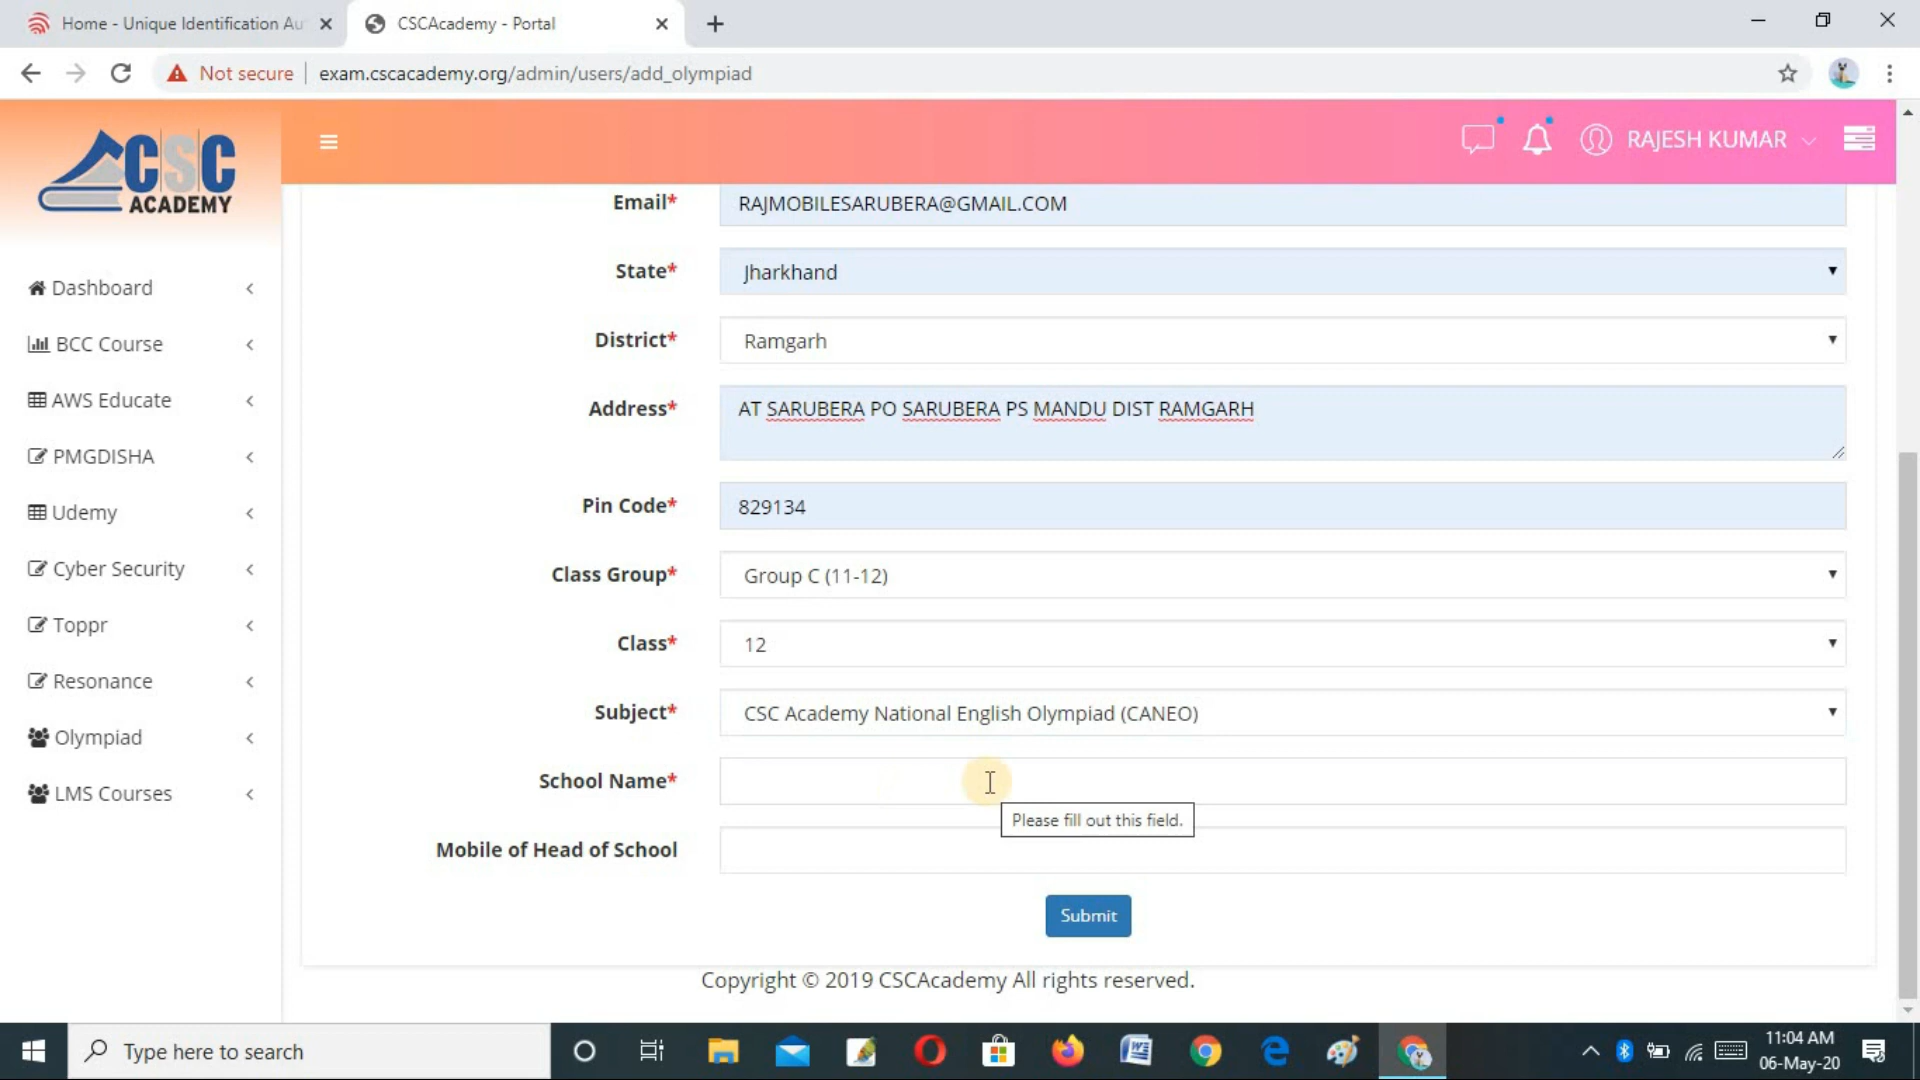 Home - Unique Identification Au
CSCAcademy - Portal
Not secure
exam.cscacademy.org/admin/users/add_olympiad
CSC
ACADEMY
RAJESH KUMAR
Dashboard
BCC Course
AWS Educate
PMGDISHA
Udemy
Cyber Security
Toppr
Resonance
Olympiad
LMS Courses
Email* RAJMOBILESARUBERA@GMAIL.COM
State* Jharkhand
District* Ramgarh
Address* AT SARUBERA PO SARUBERA PS MANDU DIST RAMGARH
Pin Code* 829134
Class Group* Group C (11-12)
Class* 12
Subject* CSC Academy National English Olympiad (CANEO)
School Name*
Please fill out this field.
Mobile of Head of School
Submit
Copyright © 2019 CSCAcademy All rights reserved.
Type here to search
11:04 AM
06-May-20